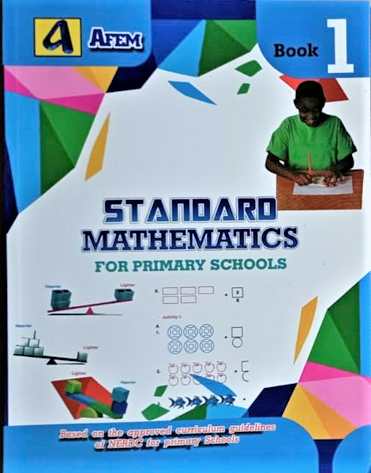 a AFEM
Book 1
STANDARD
MATHEMATICS
FOR PRIMARY SCHOOLS
Heavier
Lighter
Lighter
Heavier
Lighter
Heavier
activity 1
Based on the approved curriculum guidelines
of NERDC for primary Schools